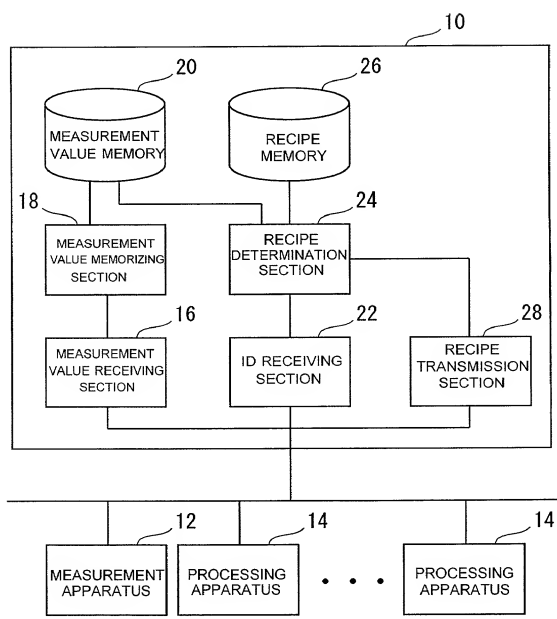 10
20
26
MEASUREMENT
VALUE MEMORY
RECIPE
MEMORY
18
24
MEASUREMENT
VALUE MEMORIZING
SECTION
RECIPE
DETERMINATION
SECTION
16
22
28
MEASUREMENT
VALUE RECEIVING
SECTION
ID RECEIVING
SECTION
RECIPE
TRANSMISSION
SECTION
12
14
14
MEASUREMENT
APPARATUS
PROCESSING
APPARATUS
• • •
PROCESSING
APPARATUS